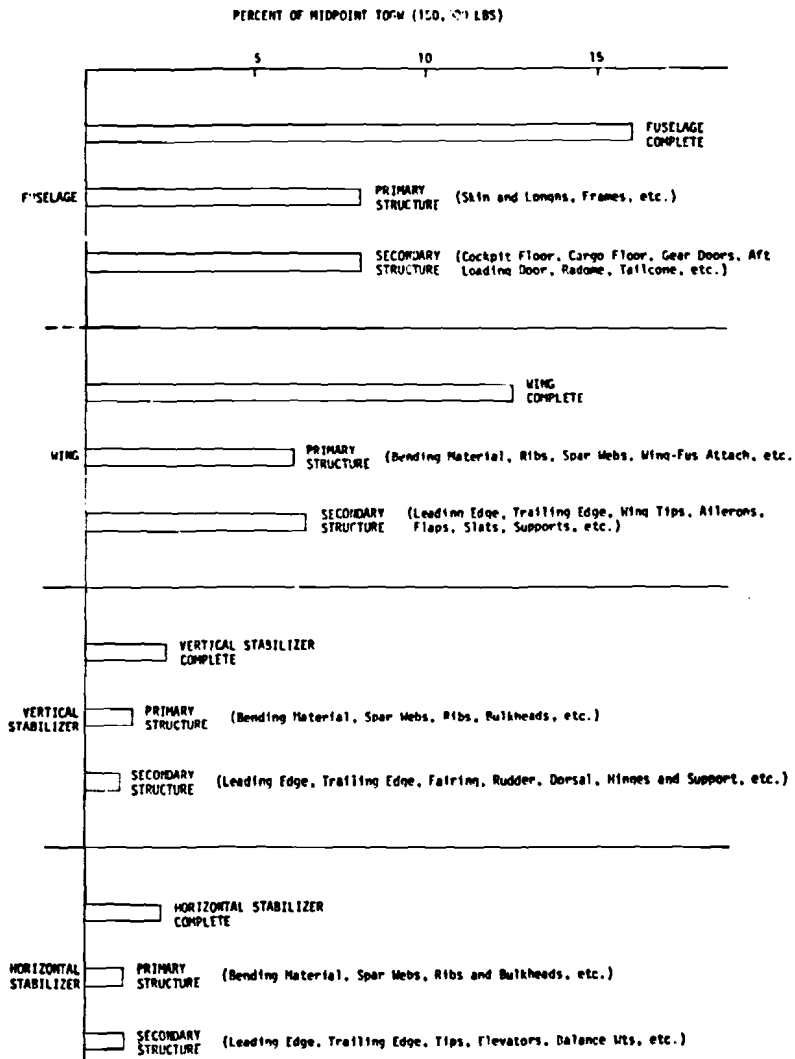 PERCENT OF MIDPOINT TOGW (150, LBS)
5 10 15
FUSELAGE
COMPLETE
FUSELAGE
PRIMARY
STRUCTURE
(Skin and Longns, Frames, etc.)
SECONDARY
STRUCTURE
(Cockpit Floor, Cargo Floor, Gear Doors, Aft
Loading Door, Radome, Tailcone, etc.)
WING
COMPLETE
WING
PRIMARY
STRUCTURE
(Bending Material, Ribs, Spar Webs, Wing-Fus Attach, etc.
SECONDARY
STRUCTURE
(Leading Edge, Trailing Edge, Wing Tips, Ailerons,
Flaps, Slats, Supports, etc.)
VERTICAL STABILIZER
COMPLETE
VERTICAL
STABILIZER
PRIMARY
STRUCTURE
(Bending Material, Spar Webs, Ribs, Bulkheads, etc.)
SECONDARY
STRUCTURE
(Leading Edge, Trailing Edge, Fairing, Rudder, Dorsal, Hinges and Support, etc.)
HORIZONTAL STABILIZER
COMPLETE
HORIZONTAL
STABILIZER
PRIMARY
STRUCTURE
(Bending Material, Spar Webs, Ribs and Bulkheads, etc.)
SECONDARY
STRUCTURE
(Leading Edge, Trailing Edge, Tips, Elevators, Balance Wts, etc.)